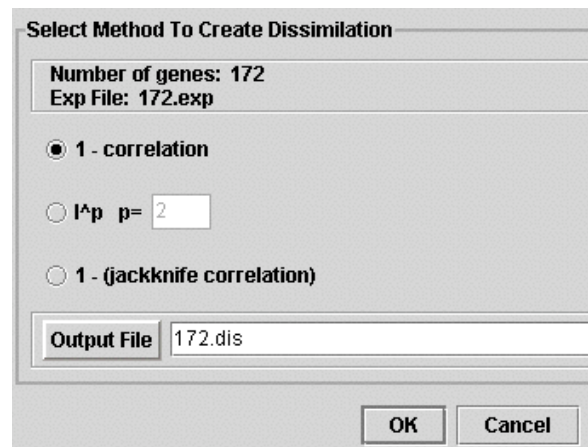 Select Method To Create Dissimilation
Number of genes: 172
Exp File: 172.exp
1 - correlation
l^p p= 2
1 - (jackknife correlation)
Output File 172.dis
OK Cancel